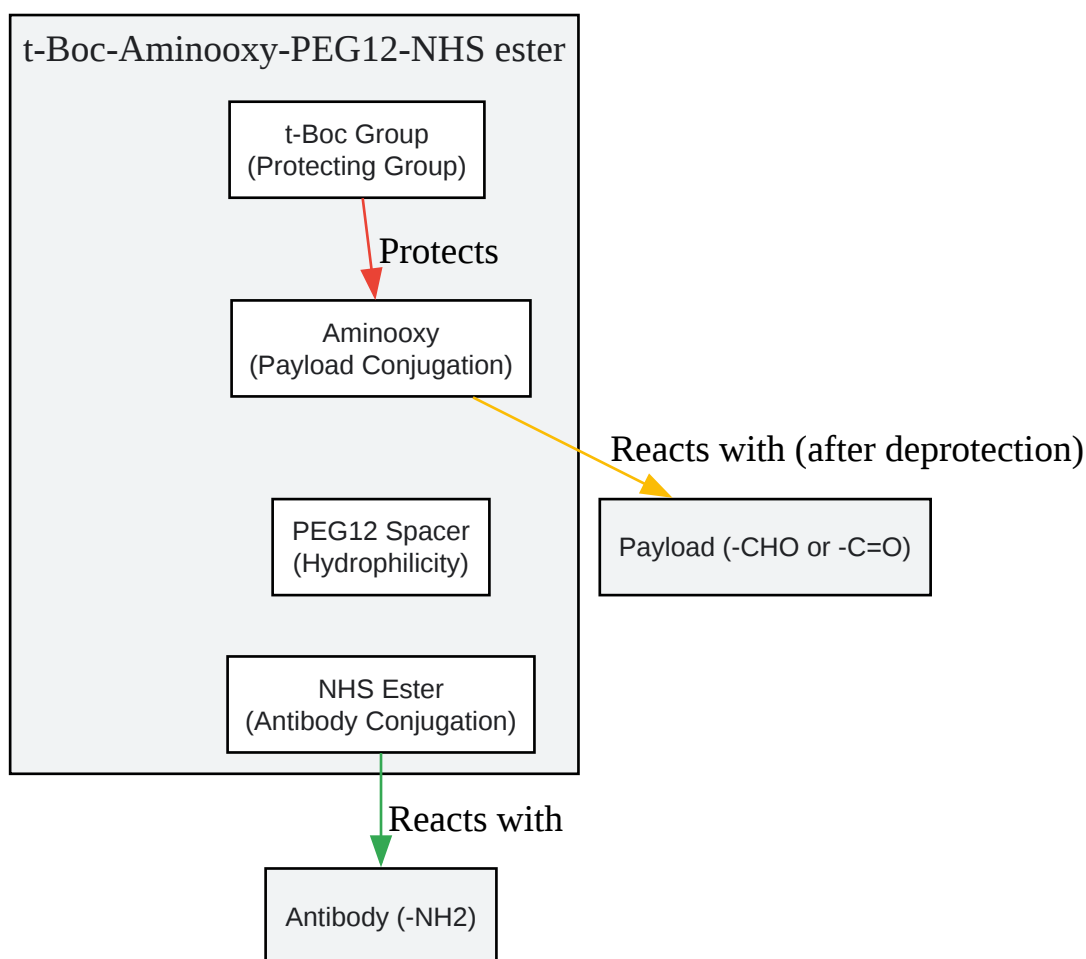 t-Boc-Aminooxy-PEG12-NHS ester
t-Boc Group
(Protecting Group)
Protects
Aminooxy
(Payload Conjugation)
Reacts with (after deprotection)
PEG12 Spacer
(Hydrophilicity)
Payload (-CHO or -C=O)
NHS Ester
(Antibody Conjugation)
Reacts with
Antibody (-NH2)